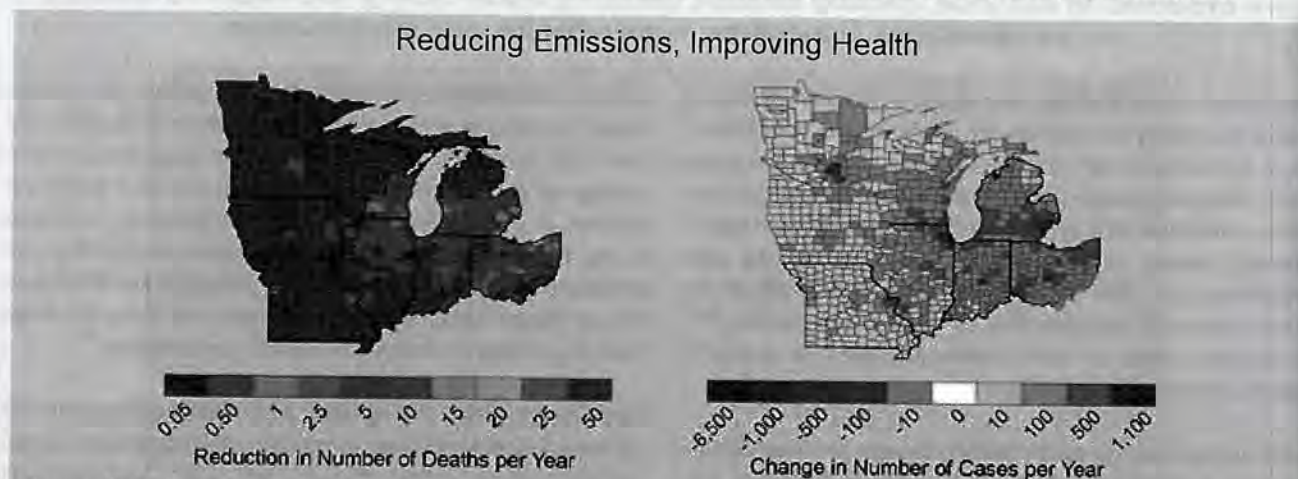 Reducing Emissions, Improving Health
0.05 0.50 1 2.5 5 10 15 20 25 50
Reduction in Number of Deaths per Year
-6,500 -1,000 -500 -100 -10 0 10 100 500 1,100
Change in Number of Cases per Year